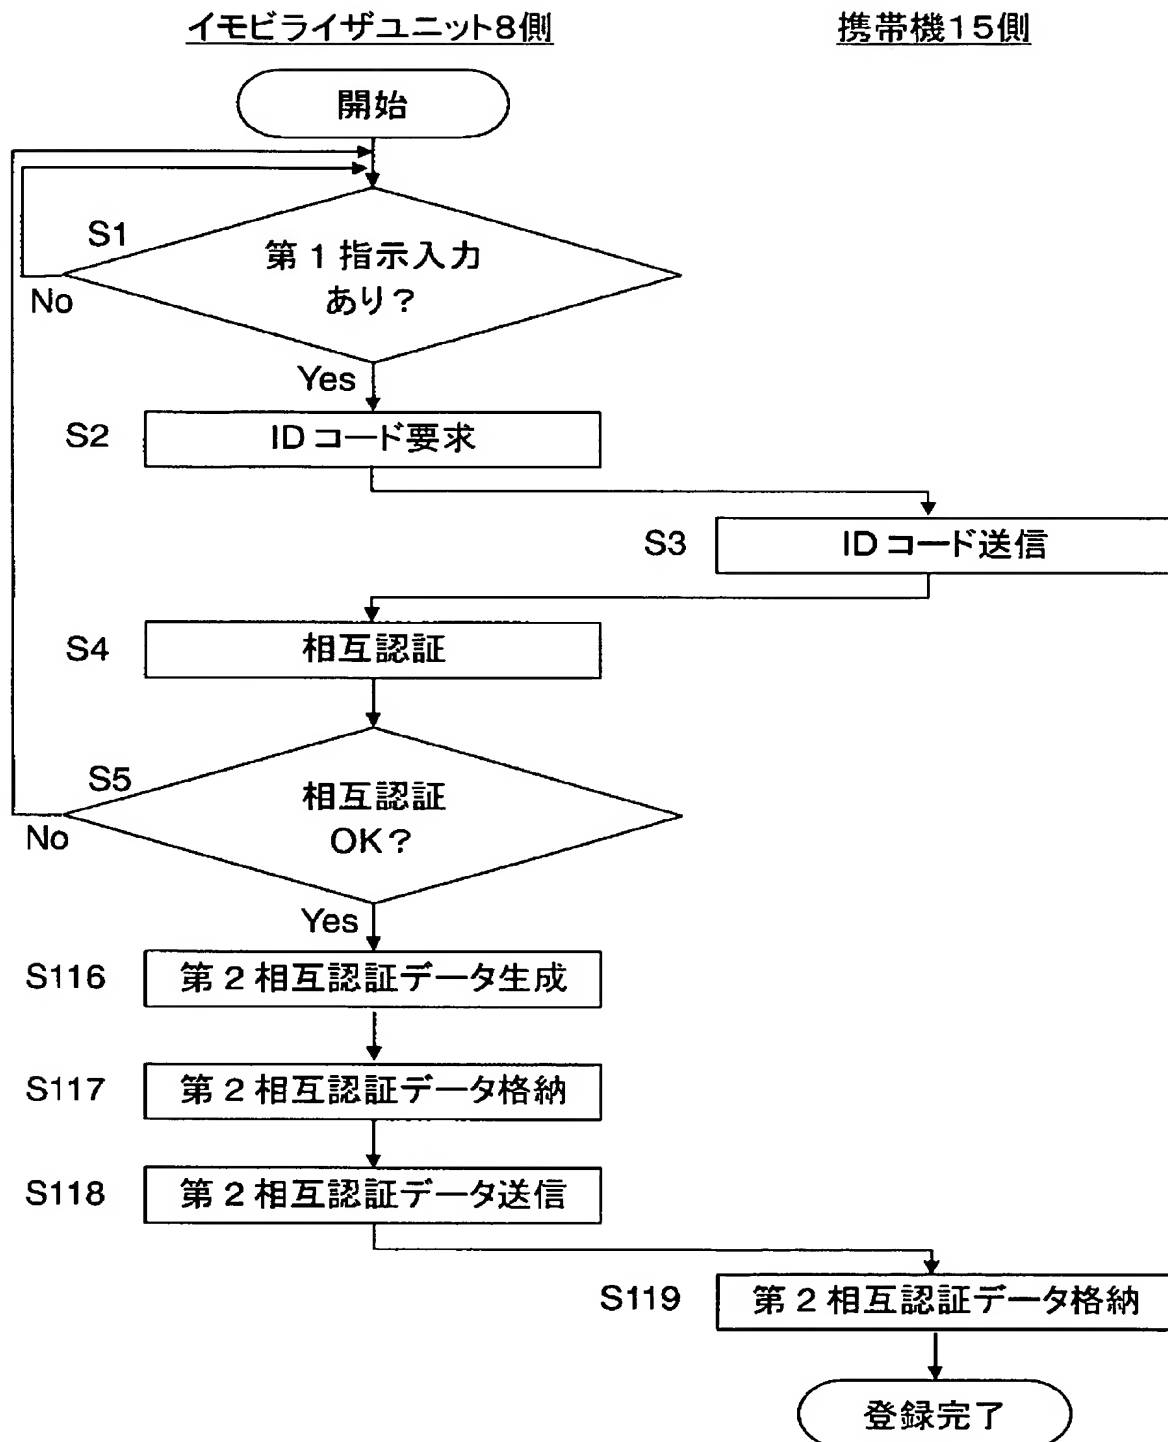 イモビライザユニット8側
携帯機15側
開始
S1
第1指示入力
あり?
No
Yes
S2
IDコード要求
S3
IDコード送信
S4
相互認証
S5
相互認証
OK?
No
Yes
S116
第2相互認証データ生成
S117
第2相互認証データ格納
S118
第2相互認証データ送信
S119
第2相互認証データ格納
登録完了